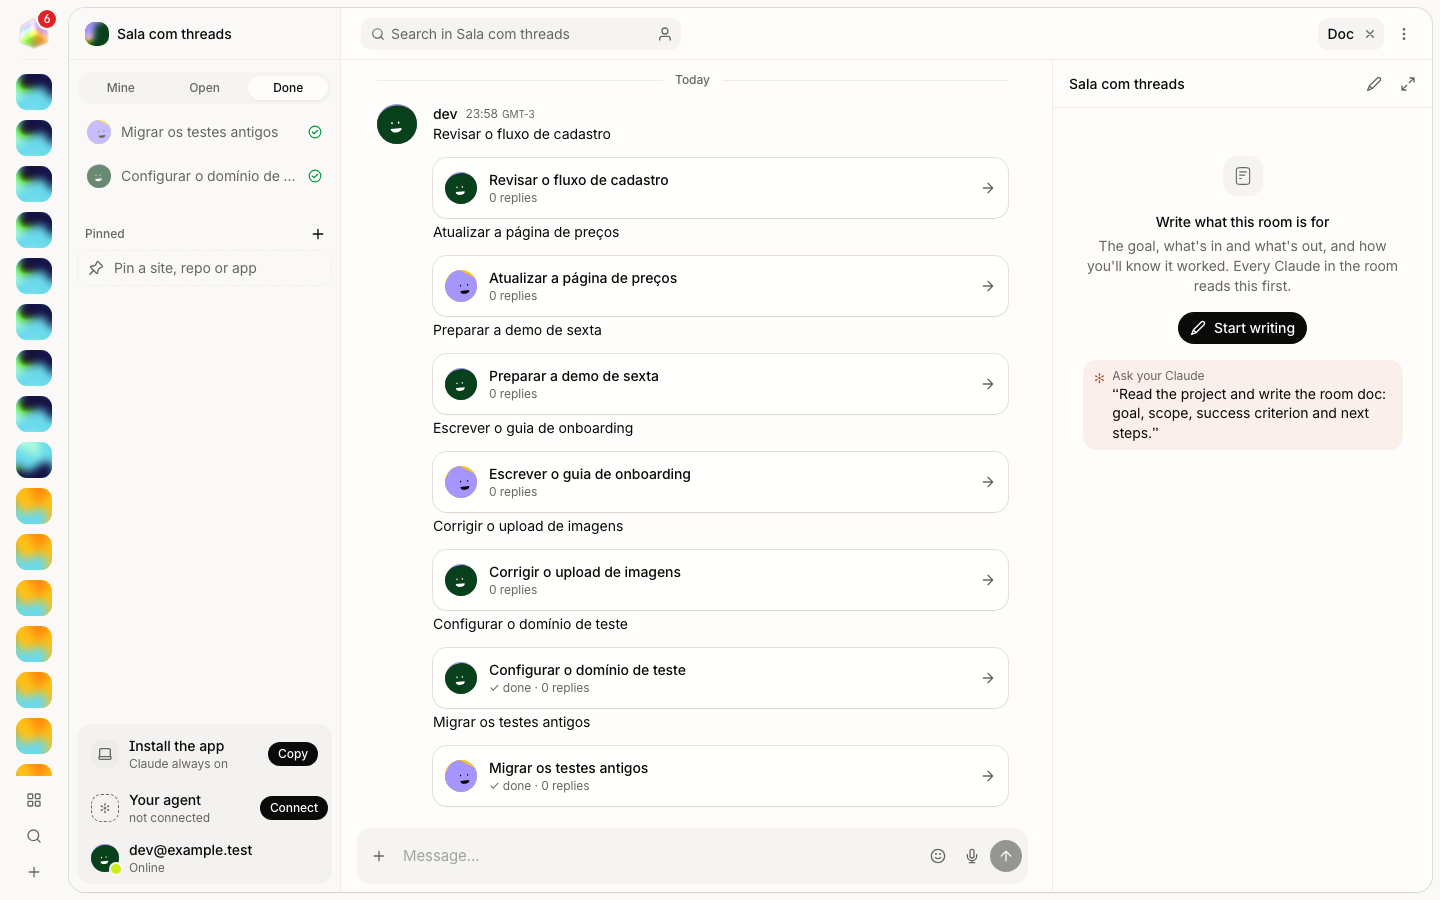 6
Sala com threads
Mine
Open
Done
Migrar os testes antigos
Configurar o domínio de ...
Pinned
Pin a site, repo or app
Install the app
Claude always on
Copy
Your agent
not connected
Connect
dev@example.test
Online
Search in Sala com threads
Doc
Today
dev 23:58 GMT-3
Revisar o fluxo de cadastro
Revisar o fluxo de cadastro
0 replies
Atualizar a página de preços
Atualizar a página de preços
0 replies
Preparar a demo de sexta
Preparar a demo de sexta
0 replies
Escrever o guia de onboarding
Escrever o guia de onboarding
0 replies
Corrigir o upload de imagens
Corrigir o upload de imagens
0 replies
Configurar o domínio de teste
Configurar o domínio de teste
✓ done · 0 replies
Migrar os testes antigos
Migrar os testes antigos
✓ done · 0 replies
Message...
Sala com threads
Write what this room is for
The goal, what's in and what's out, and how
you'll know it worked. Every Claude in the room
reads this first.
Start writing
Ask your Claude
“Read the project and write the room doc:
goal, scope, success criterion and next
steps.”